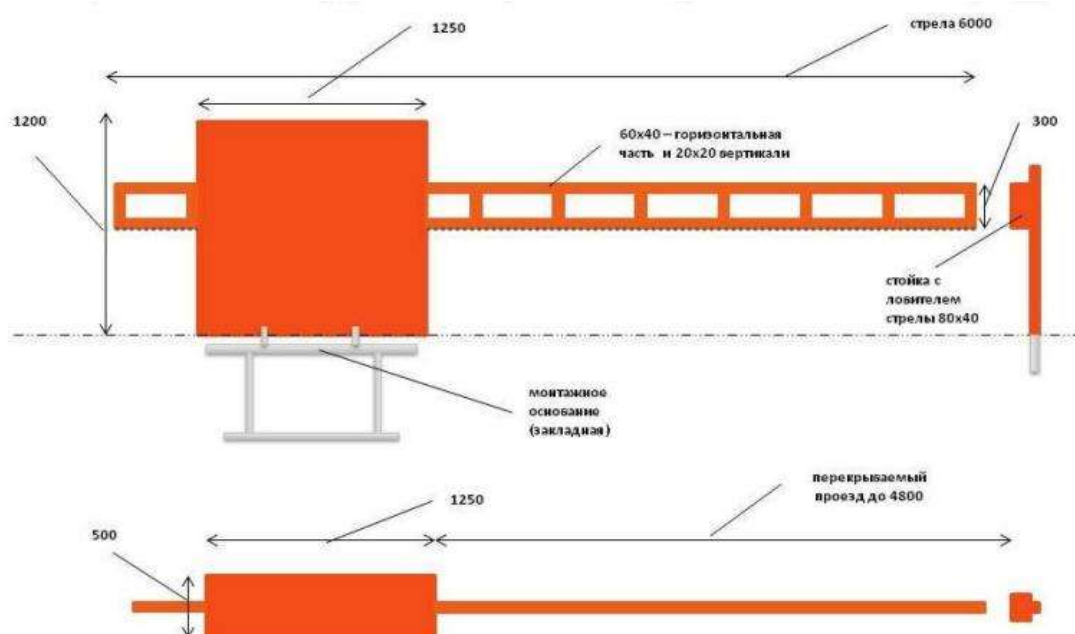 1250
стрела 6000
1200
60х40 – горизонтальная
часть и 20х20 вертикали
300
стойка с
ловителем
стрелы 80х40
монтажное
основание
(закладная)
перекрываемый
проезд до 4800
1250
500